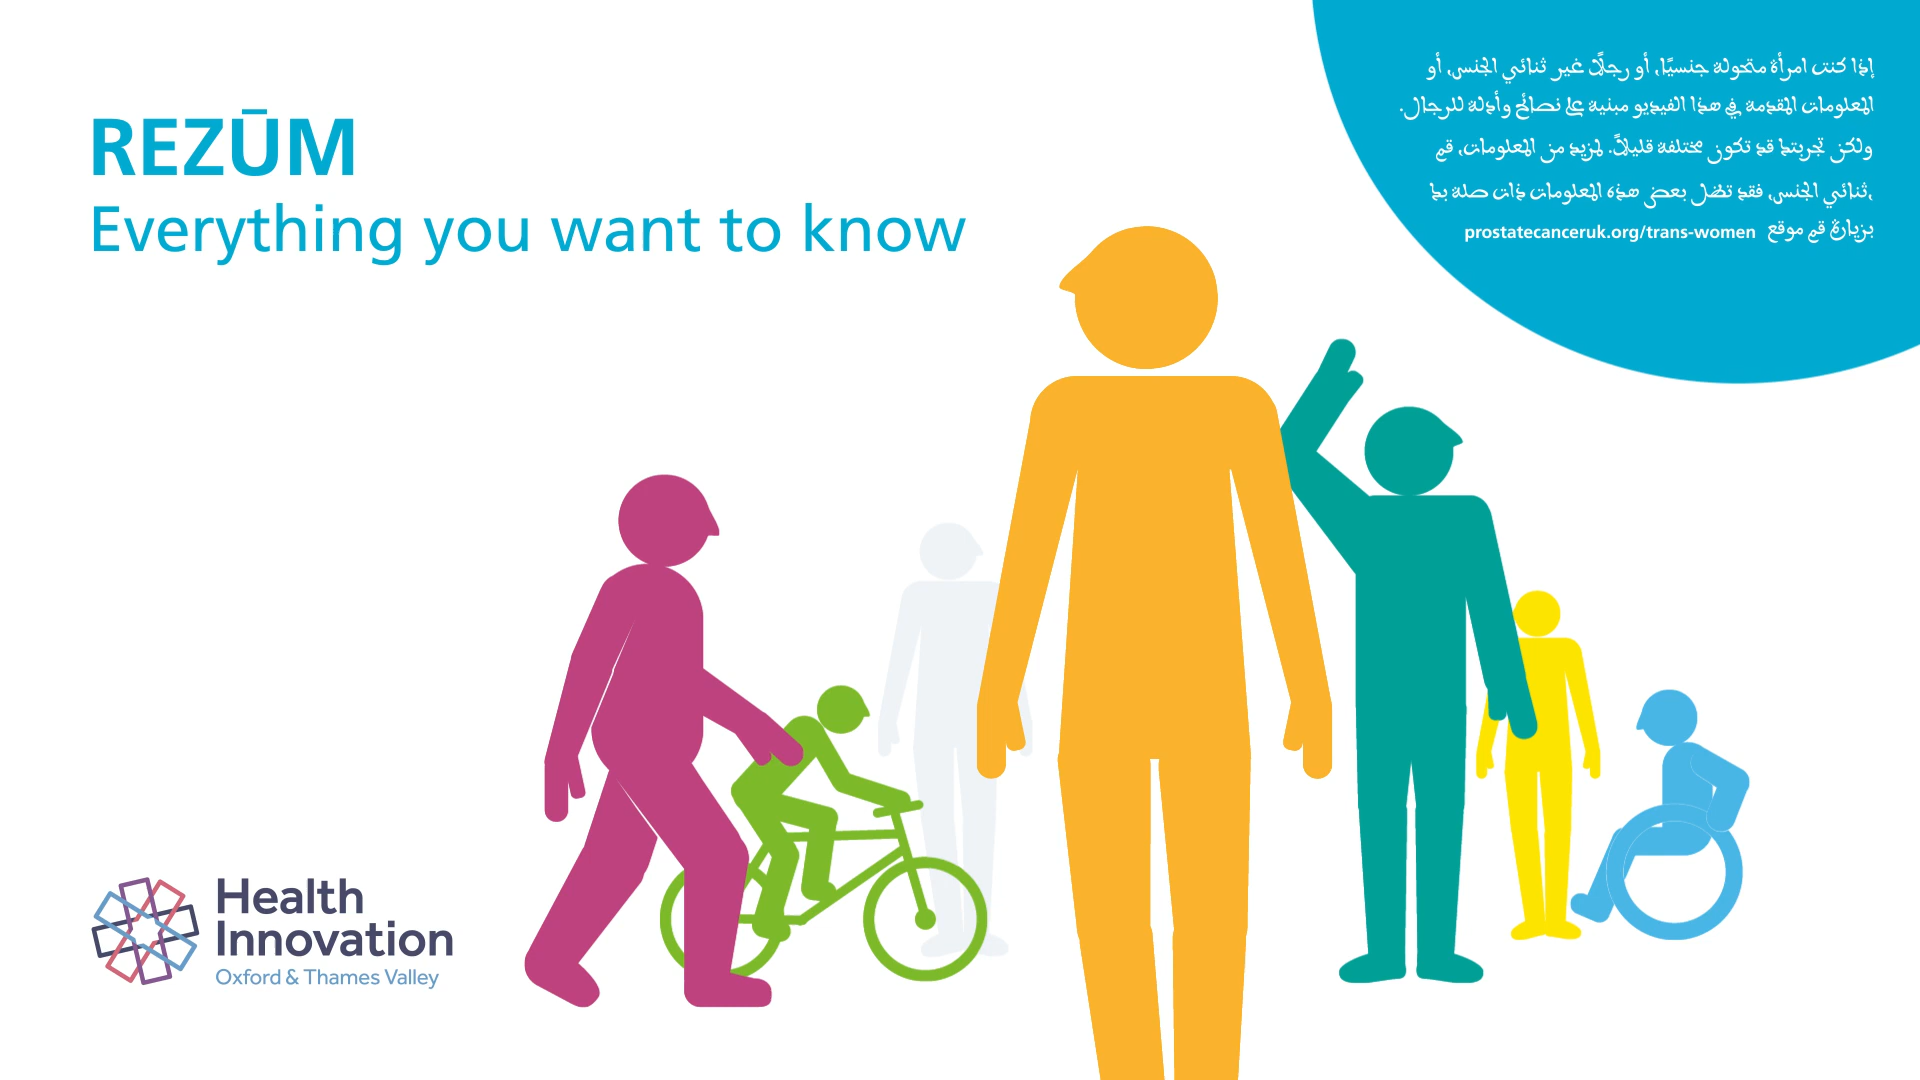 REZŪM
Everything you want to know
إذا كنت امرأة متحولة جنسيًا، أو رجلًا غير ثنائي الجنس، أو
المعلومات المقدمة في هذا الفيديو مبنية على نصائح وأدلة للرجال.
ولكن تجربتك قد تكون مختلفة قليلاً. لمزيد من المعلومات، قم
،ثنائي الجنس، فقد تظل بعض هذه المعلومات ذات صلة بك
بزيارة قم موقع prostatecanceruk.org/trans-women
Health
Innovation
Oxford & Thames Valley